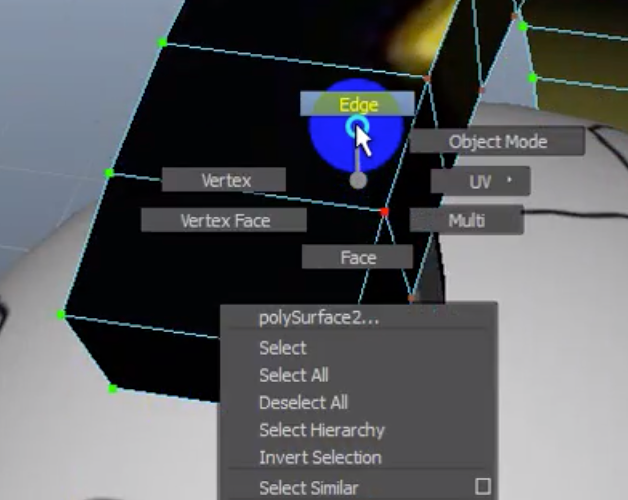 Edge
Object Mode
Vertex
UV
Vertex Face
Multi
Face
polySurface2...
Select
Select All
Deselect All
Select Hierarchy
Invert Selection
Select Similar